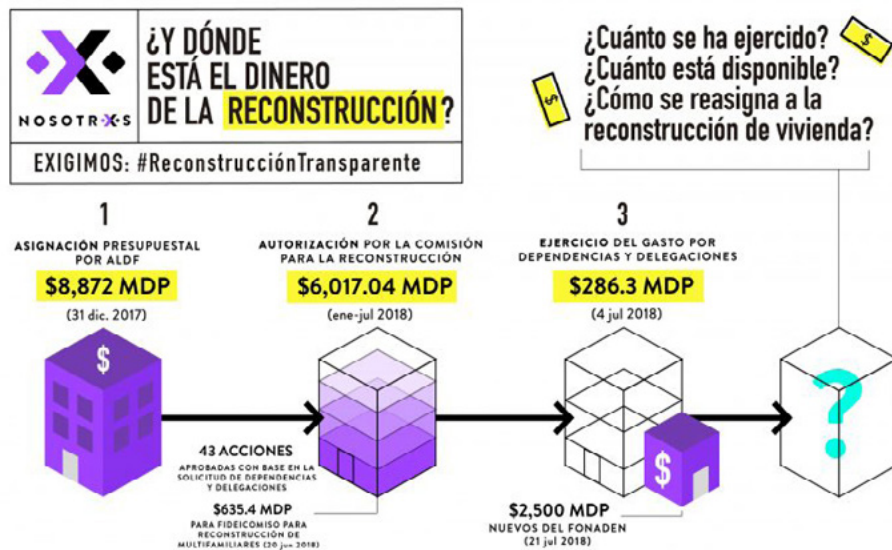 NOSOTRXS
¿Y DÓNDE
ESTÁ EL DINERO
DE LA RECONSTRUCCIÓN?
EXIGIMOS: #ReconstrucciónTransparente
¿Cuánto se ha ejercido?
¿Cuánto está disponible?
¿Cómo se reasigna a la
reconstrucción de vivienda?
$
$
1
ASIGNACIÓN PRESUPUESTAL
POR ALDF
$8,872 MDP
(31 dic. 2017)
$
2
AUTORIZACIÓN POR LA COMISIÓN
PARA LA RECONSTRUCCIÓN
$6,017.04 MDP
(ene-jul 2018)
43 ACCIONES
APROBADAS CON BASE EN LA
SOLICITUD DE DEPENDENCIAS
Y DELEGACIONES
$635.4 MDP
PARA FIDEICOMISO PARA
RECONSTRUCCIÓN DE
MULTIFAMILIARES (20 jun 2018)
3
EJERCICIO DEL GASTO POR
DEPENDENCIAS Y DELEGACIONES
$286.3 MDP
(4 jul 2018)
$
$2,500 MDP
NUEVOS DEL FONADEN
(21 jul 2018)
?